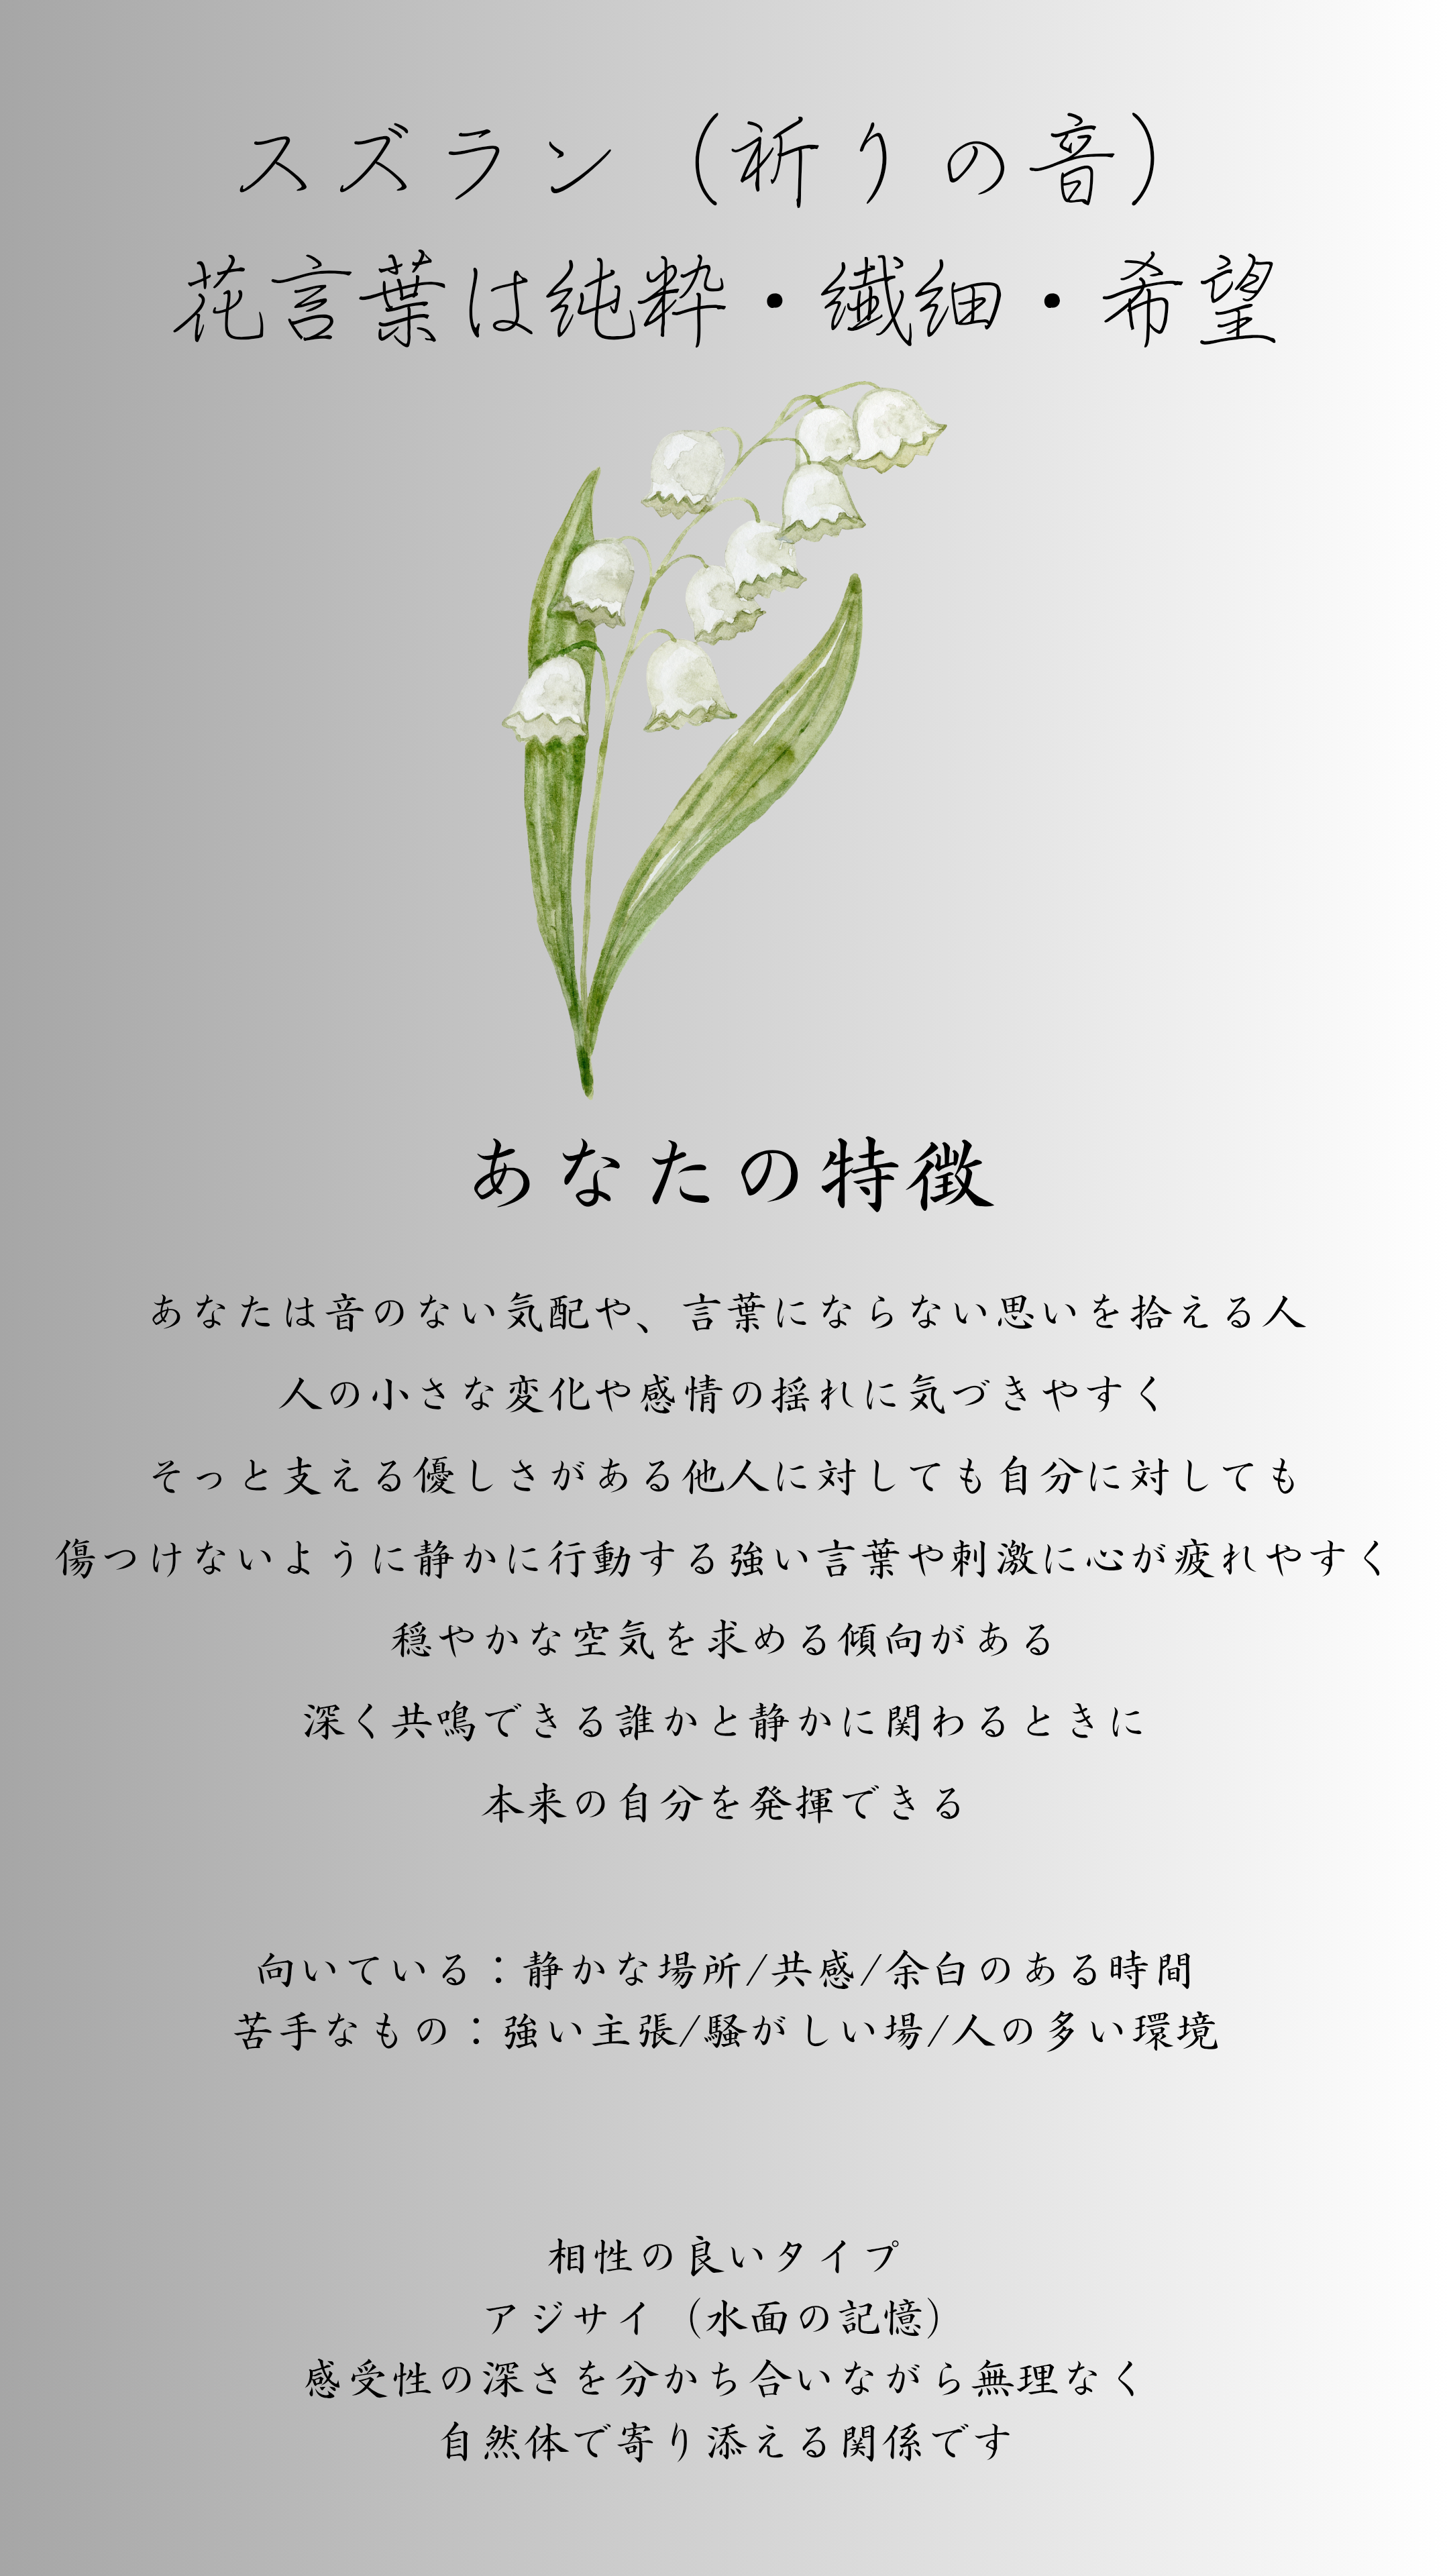 スズラン（祈りの音）
花言葉は純粋・繊細・希望
あなたの特徴
あなたは音のない気配や、言葉にならない思いを拾える人
人の小さな変化や感情の揺れに気づきやすく
そっと支える優しさがある他人に対しても自分に対しても
傷つけないように静かに行動する強い言葉や刺激に心が疲れやすく
穏やかな空気を求める傾向がある
深く共鳴できる誰かと静かに関わるときに
本来の自分を発揮できる
向いている：静かな場所/共感/余白のある時間
苦手なもの：強い主張/騒がしい場/人の多い環境
相性の良いタイプ
アジサイ（水面の記憶）
感受性の深さを分かち合いながら無理なく
自然体で寄り添える関係です